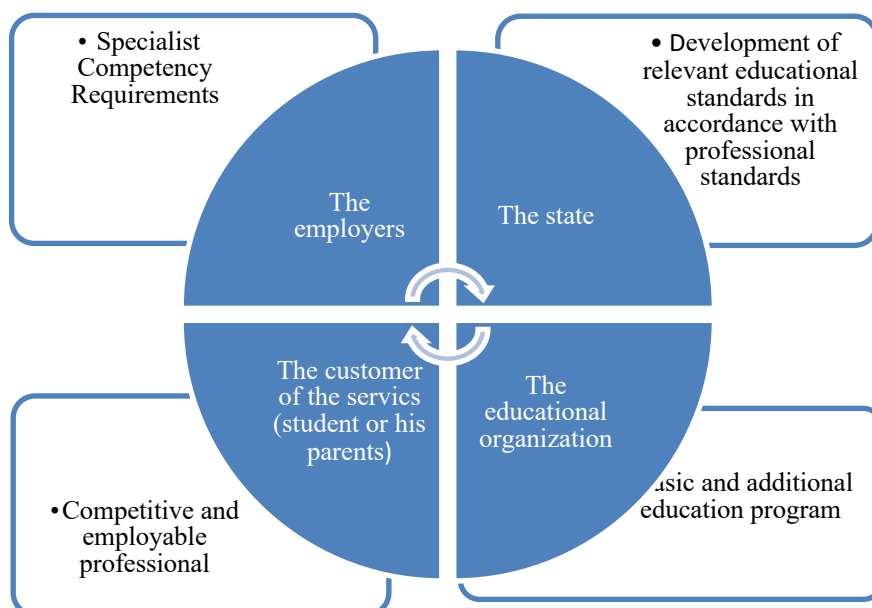 • Specialist
Competency
Requirements
• Development of
relevant educational
standards in
accordance with
professional
standards
The
employers
The state
The customer
of the servics
(student or his
parents)
The
educational
organization
•Competitive and
employable
professional
and additional
education program